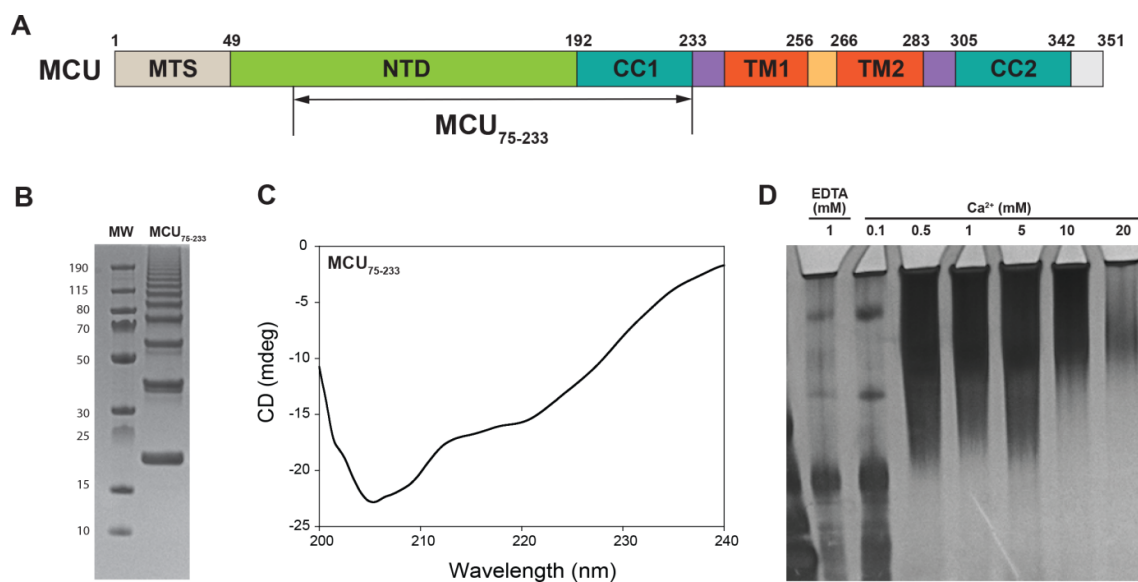 A
1 49 192 233 256 266 283 305 342 351
MCU MTS NTD CC1 TM1 TM2 CC2
MCU75-233
B
MW MCU75-233
190
115
80
70
50
30
25
15
10
C
MCU75-233
0
-5
-10
-15
-20
-25
CD (mdeg)
200 210 220 230 240
Wavelength (nm)
D
EDTA
(mM)
Ca²⁺ (mM)
1 0.1 0.5 1 5 10 20